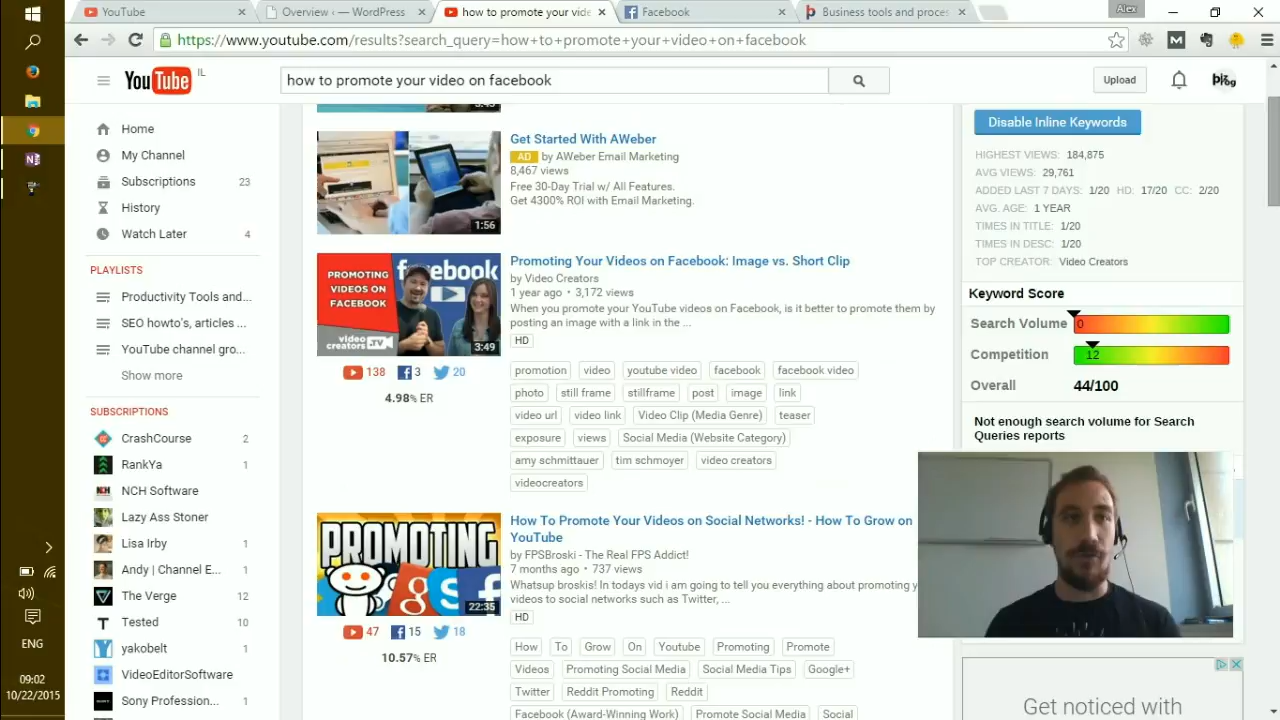 YouTube
Overview ‹ — WordPress
how to promote your vide
Facebook
Business tools and proces
Alex
https://www.youtube.com/results?search_query=how+to+promote+your+video+on+facebook
YouTube IL
how to promote your video on facebook
Upload
Home
My Channel
Subscriptions 23
History
Watch Later 4
PLAYLISTS
Productivity Tools and...
SEO howto's, articles ...
YouTube channel gro...
Show more
SUBSCRIPTIONS
CrashCourse 2
RankYa 1
NCH Software
Lazy Ass Stoner
Lisa Irby 1
Andy | Channel E... 1
The Verge 12
Tested 10
yakobelt 1
VideoEditorSoftware
Sony Profession... 1
ENG
09:02
10/22/2015
Get Started With AWeber
AD by AWeber Email Marketing
8,467 views
Free 30-Day Trial w/ All Features.
Get 4300% ROI with Email Marketing.
1:56
Promoting Your Videos on Facebook: Image vs. Short Clip
by Video Creators
1 year ago • 3,172 views
When you promote your YouTube videos on Facebook, is it better to promote them by
posting an image with a link in the ...
HD
PROMOTING
VIDEOS ON
FACEBOOK
facebook
video
creators.TV
3:49
138 3 20
4.98% ER
promotion video youtube video facebook facebook video
photo still frame stillframe post image link
video url video link Video Clip (Media Genre) teaser
exposure views Social Media (Website Category)
amy schmittauer tim schmoyer video creators
videocreators
How To Promote Your Videos on Social Networks! - How To Grow on
YouTube
by FPSBroski - The Real FPS Addict!
7 months ago • 737 views
Whatsup broskis! In todays vid i am going to tell you everything about promoting y
videos to social networks such as Twitter, ...
HD
PROMOTING
22:35
47 15 18
10.57% ER
How To Grow On Youtube Promoting Promote
Videos Promoting Social Media Social Media Tips Google+
Twitter Reddit Promoting Reddit
Facebook (Award-Winning Work) Promote Social Media Social
Disable Inline Keywords
HIGHEST VIEWS: 184,875
AVG VIEWS: 29,761
ADDED LAST 7 DAYS: 1/20 HD: 17/20 CC: 2/20
AVG. AGE: 1 YEAR
TIMES IN TITLE: 1/20
TIMES IN DESC: 1/20
TOP CREATOR: Video Creators
Keyword Score
Search Volume 0
Competition 12
Overall 44/100
Not enough search volume for Search
Queries reports
Get noticed with